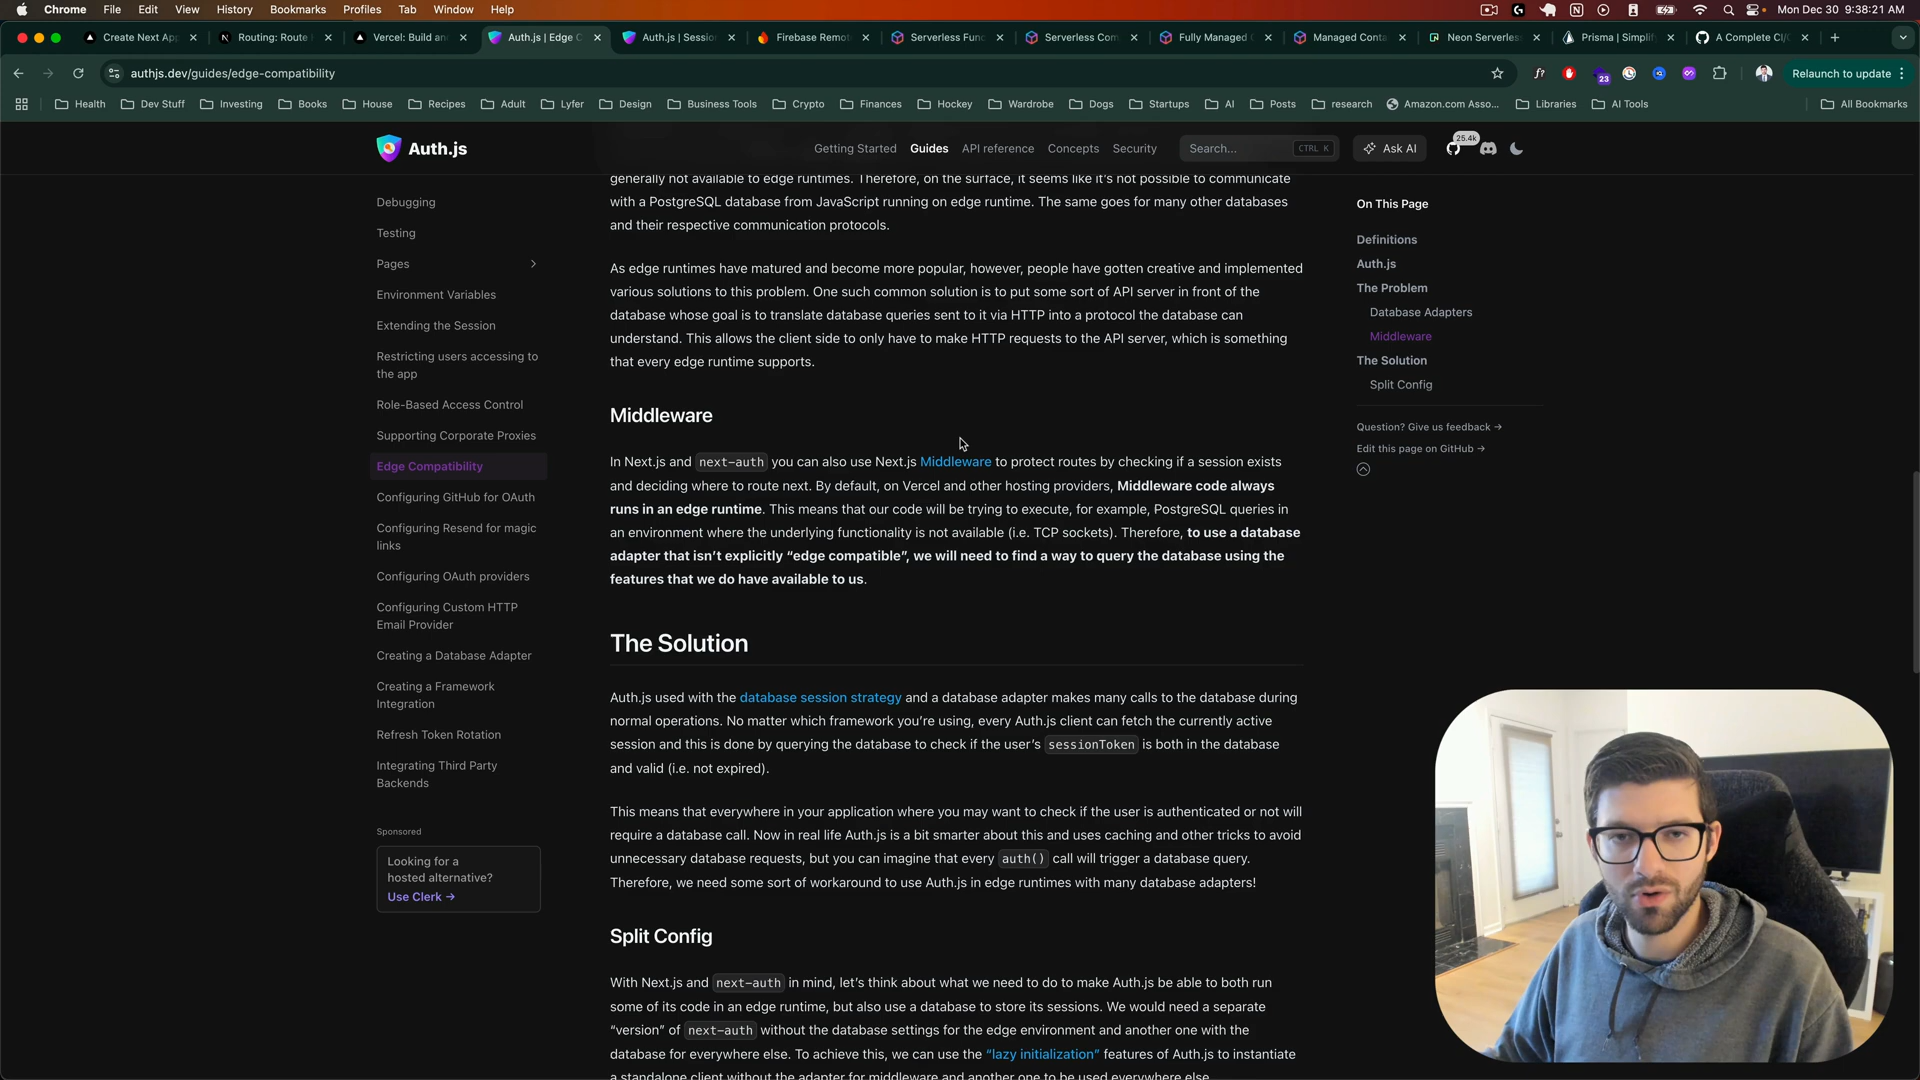 Chrome File Edit View History Bookmarks Profiles Tab Window Help Mon Dec 30 9:38:21 AM
Create Next App Routing: Route Vercel: Build and Auth.js | Edge C Auth.js | Session Firebase Remot Serverless Func Serverless Com Fully Managed Managed Conta Neon Serverless Prisma | Simplif A Complete CI/
authjs.dev/guides/edge-compatibility 23 Relaunch to update
Health Dev Stuff Investing Books House Recipes Adult Lyfer Design Business Tools Crypto Finances Hockey Wardrobe Dogs Startups AI Posts research Amazon.com Asso... Libraries AI Tools All Bookmarks
Auth.js
Getting Started Guides API reference Concepts Security Search... CTRL K Ask AI 25.4k
Debugging
Testing
Pages
Environment Variables
Extending the Session
Restricting users accessing to
the app
Role-Based Access Control
Supporting Corporate Proxies
Edge Compatibility
Configuring GitHub for OAuth
Configuring Resend for magic
links
Configuring OAuth providers
Configuring Custom HTTP
Email Provider
Creating a Database Adapter
Creating a Framework
Integration
Refresh Token Rotation
Integrating Third Party
Backends
Sponsored
Looking for a
hosted alternative?
Use Clerk →
generally not available to edge runtimes. Therefore, on the surface, it seems like it's not possible to communicate
with a PostgreSQL database from JavaScript running on edge runtime. The same goes for many other databases
and their respective communication protocols.
As edge runtimes have matured and become more popular, however, people have gotten creative and implemented
various solutions to this problem. One such common solution is to put some sort of API server in front of the
database whose goal is to translate database queries sent to it via HTTP into a protocol the database can
understand. This allows the client side to only have to make HTTP requests to the API server, which is something
that every edge runtime supports.
Middleware
In Next.js and next-auth you can also use Next.js Middleware to protect routes by checking if a session exists
and deciding where to route next. By default, on Vercel and other hosting providers, Middleware code always
runs in an edge runtime. This means that our code will be trying to execute, for example, PostgreSQL queries in
an environment where the underlying functionality is not available (i.e. TCP sockets). Therefore, to use a database
adapter that isn't explicitly “edge compatible”, we will need to find a way to query the database using the
features that we do have available to us.
The Solution
Auth.js used with the database session strategy and a database adapter makes many calls to the database during
normal operations. No matter which framework you're using, every Auth.js client can fetch the currently active
session and this is done by querying the database to check if the user's sessionToken is both in the database
and valid (i.e. not expired).
This means that everywhere in your application where you may want to check if the user is authenticated or not will
require a database call. Now in real life Auth.js is a bit smarter about this and uses caching and other tricks to avoid
unnecessary database requests, but you can imagine that every auth() call will trigger a database query.
Therefore, we need some sort of workaround to use Auth.js in edge runtimes with many database adapters!
Split Config
With Next.js and next-auth in mind, let's think about what we need to do to make Auth.js be able to both run
some of its code in an edge runtime, but also use a database to store its sessions. We would need a separate
“version” of next-auth without the database settings for the edge environment and another one with the
database for everywhere else. To achieve this, we can use the “lazy initialization” features of Auth.js to instantiate
a standalone client without the adapter for middleware and another one to be used everywhere else.
On This Page
Definitions
Auth.js
The Problem
Database Adapters
Middleware
The Solution
Split Config
Question? Give us feedback →
Edit this page on GitHub →